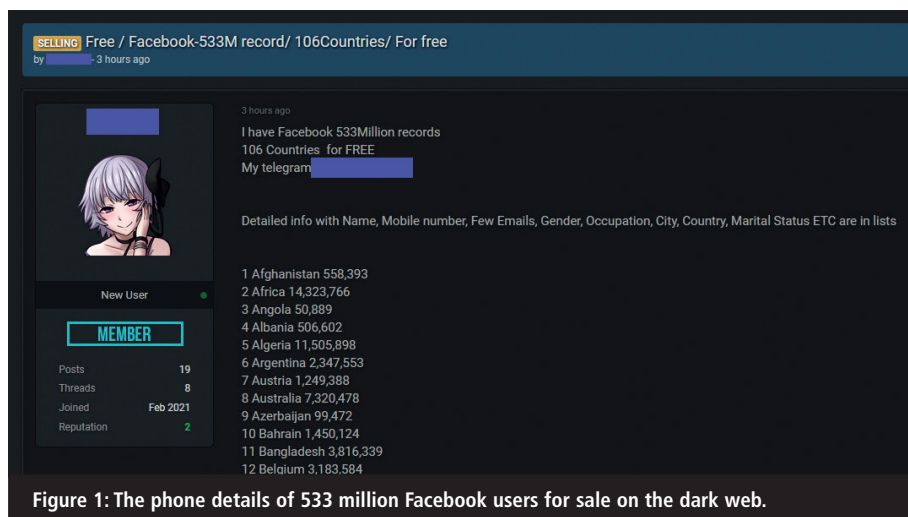 SELLING Free / Facebook-533M record/ 106Countries/ For free
by - 3 hours ago
3 hours ago
I have Facebook 533Million records
106 Countries for FREE
My telegram
Detailed info with Name, Mobile number, Few Emails, Gender, Occupation, City, Country, Marital Status ETC are in lists
New User
MEMBER
Posts 19
Threads 8
Joined Feb 2021
Reputation 2
1 Afghanistan 558,393
2 Africa 14,323,766
3 Angola 50,889
4 Albania 506,602
5 Algeria 11,505,898
6 Argentina 2,347,553
7 Austria 1,249,388
8 Australia 7,320,478
9 Azerbaijan 99,472
10 Bahrain 1,450,124
11 Bangladesh 3,816,339
12 Belgium 3,183,584
Figure 1: The phone details of 533 million Facebook users for sale on the dark web.